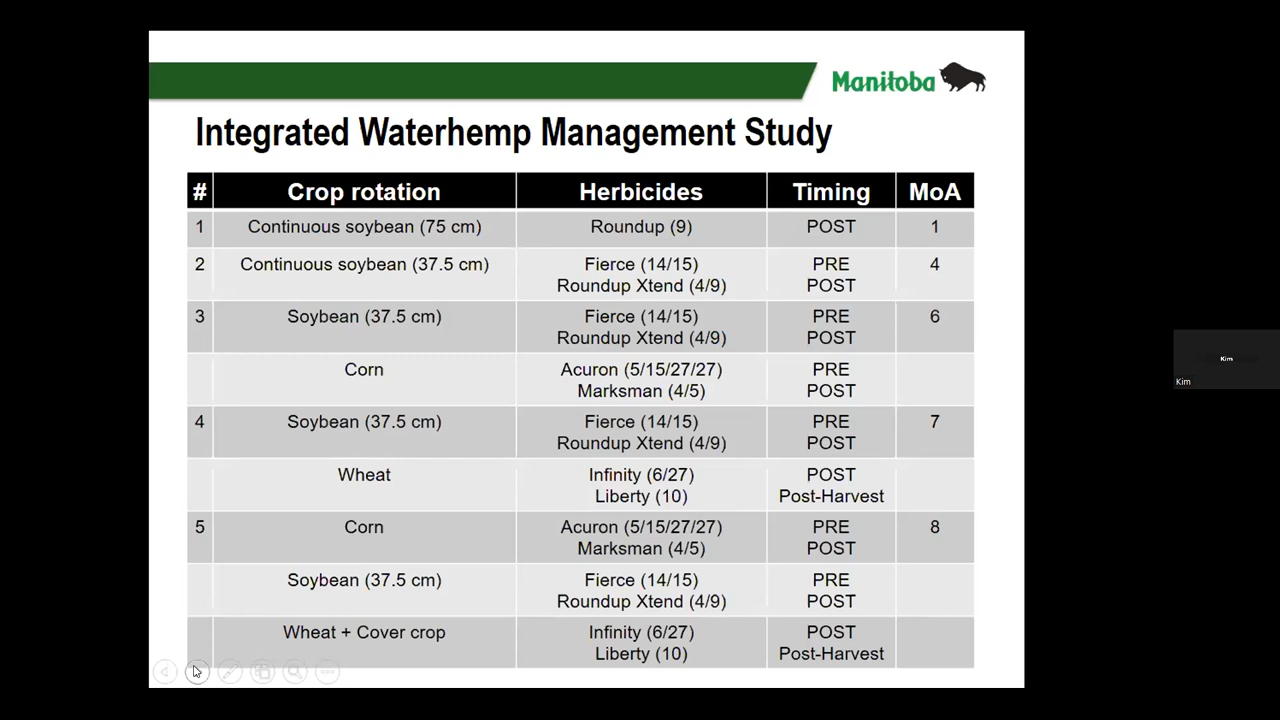 Manitoba
Integrated Waterhemp Management Study
# Crop rotation Herbicides Timing MoA
1 Continuous soybean (75 cm) Roundup (9) POST 1
2 Continuous soybean (37.5 cm) Fierce (14/15) PRE 4
Roundup Xtend (4/9) POST
3 Soybean (37.5 cm) Fierce (14/15) PRE 6
Roundup Xtend (4/9) POST
Corn Acuron (5/15/27/27) PRE
Marksman (4/5) POST
4 Soybean (37.5 cm) Fierce (14/15) PRE 7
Roundup Xtend (4/9) POST
Wheat Infinity (6/27) POST
Liberty (10) Post-Harvest
5 Corn Acuron (5/15/27/27) PRE 8
Marksman (4/5) POST
Soybean (37.5 cm) Fierce (14/15) PRE
Roundup Xtend (4/9) POST
Wheat + Cover crop Infinity (6/27) POST
Liberty (10) Post-Harvest
Kim
Kim